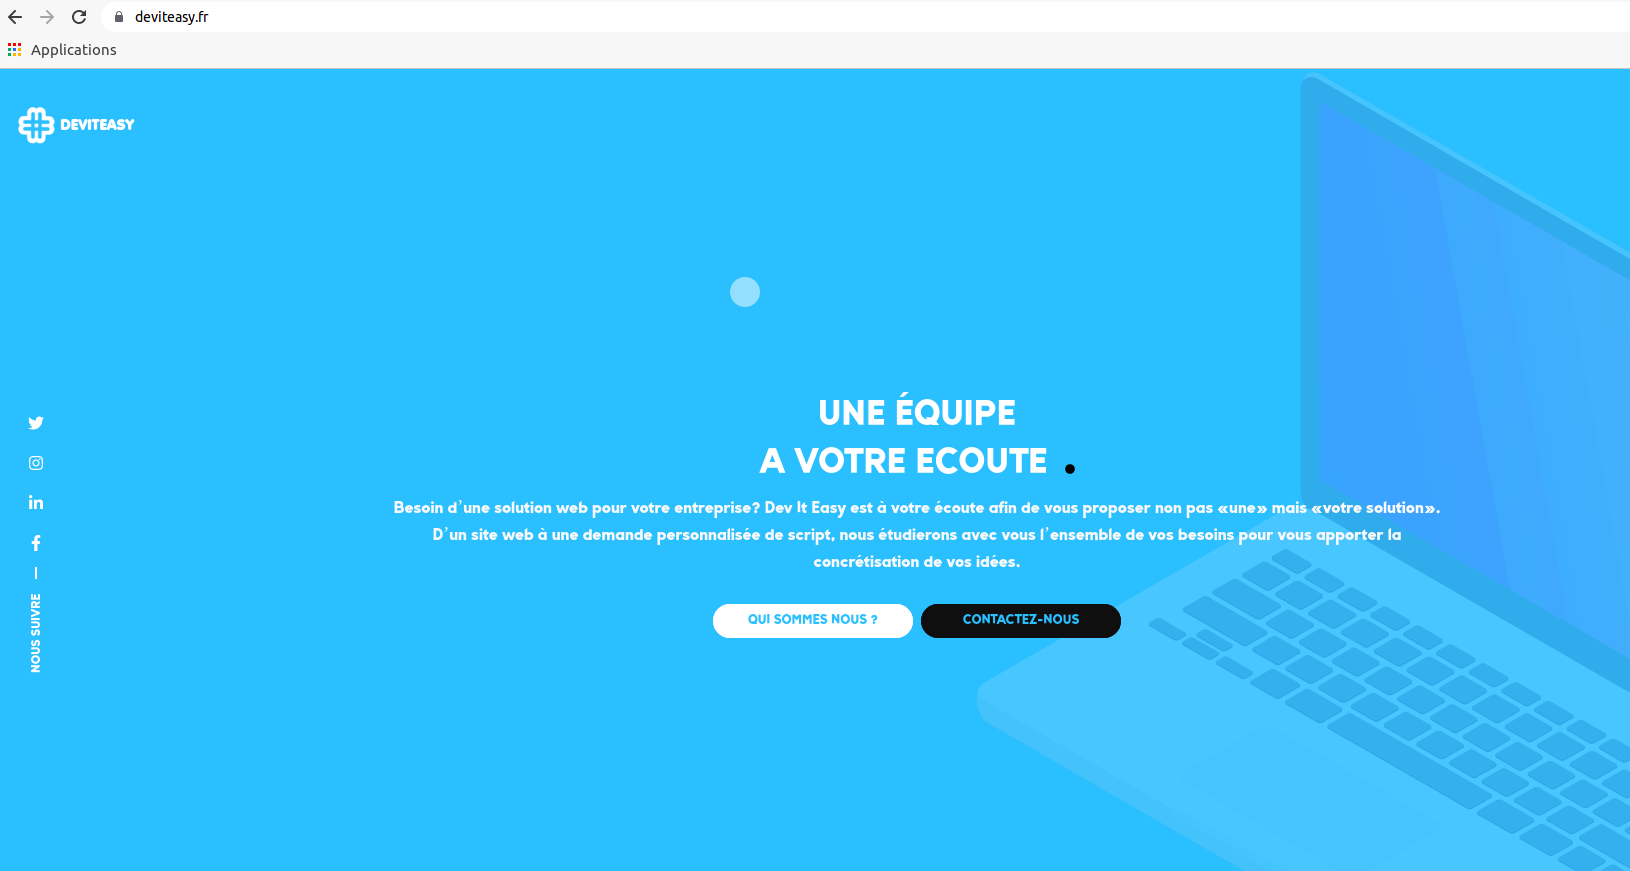 deviteasy.fr
Applications
DEVITEASY
UNE ÉQUIPE
A VOTRE ECOUTE .
Besoin d'une solution web pour votre entreprise? Dev It Easy est à votre écoute afin de vous proposer non pas «une» mais «votre solution».
D'un site web à une demande personnalisée de script, nous étudierons avec vous l'ensemble de vos besoins pour vous apporter la
concrétisation de vos idées.
QUI SOMMES NOUS ?
CONTACTEZ-NOUS
NOUS SUIVRE